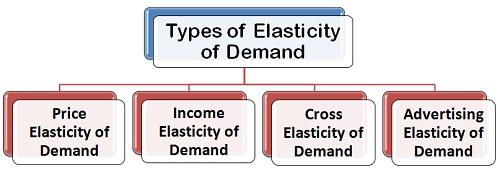 Types of Elasticity
of Demand
Price
Elasticity of
Demand
Income
Elasticity of
Demand
Cross
Elasticity of
Demand
Advertising
Elasticity of
Demand